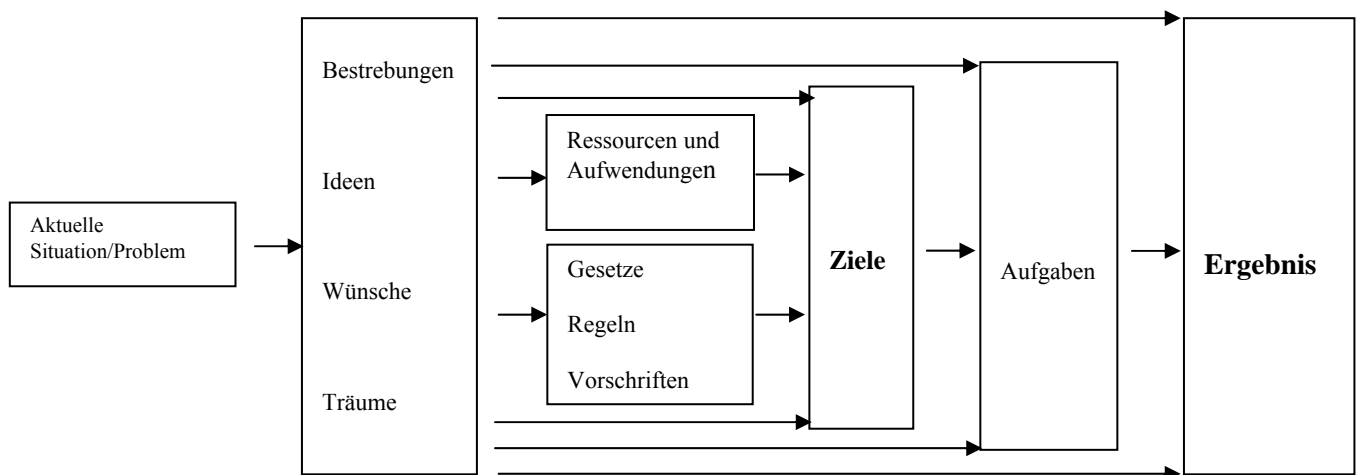 Aktuelle
Situation/Problem
Bestrebungen
Ideen
Wünsche
Träume
Ressourcen und
Aufwendungen
Gesetze
Regeln
Vorschriften
Ziele
Aufgaben
Ergebnis